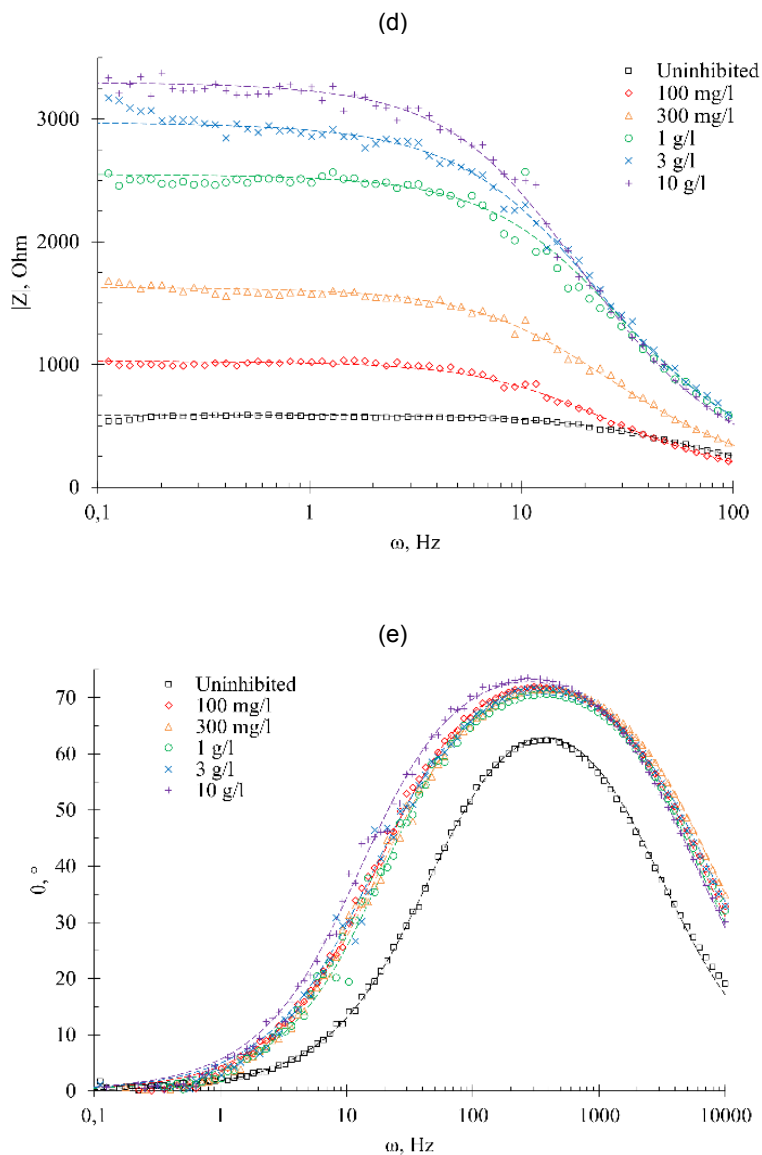 (d)
3000
2000
1000
0
|Z|, Ohm
0,1
1
10
100
ω, Hz
Uninhibited
100 mg/l
300 mg/l
1 g/l
3 g/l
10 g/l
(e)
70
60
50
40
30
20
10
0
θ, °
0,1
1
10
100
1000
10000
ω, Hz
Uninhibited
100 mg/l
300 mg/l
1 g/l
3 g/l
10 g/l